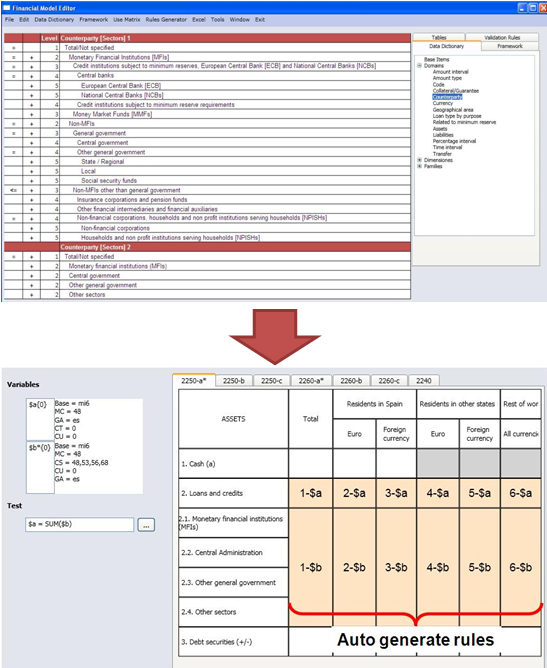 Financial Model Editor
File Edit Data Dictionary Framework Use Matrix Rules Generator Excel Tools Window Exit
Level Counterparty [Sectors] 1
= 1 Total/Not specified
= + 2 Monetary Financial Institutions [MFIs]
= + 3 Credit institutions subject to minimum reserves, European Central Bank [ECB] and National Central Banks [NCBs]
= + 4 Central banks
+ 5 European Central Bank [ECB]
+ 5 National Central Banks [NCBs]
+ 4 Credit institutions subject to minimum reserve requirements
+ 3 Money Market Funds [MMFs]
= + 2 Non-MFIs
= + 3 General government
+ 4 Central government
= + 4 Other general government
+ 5 State / Regional
+ 5 Local
+ 5 Social security funds
<= + 3 Non-MFIs other than general government
+ 4 Insurance corporations and pension funds
+ 4 Other financial intermediaries and financial auxiliaries
= + 4 Non-financial corporations, households and non profit institutions serving households [NPISHs]
+ 5 Non-financial corporations
+ 5 Households and non profit institutions serving households [NPISHs]
Counterparty [Sectors] 2
= + 1 Total/Not specified
+ 2 Monetary financial institutions (MFIs)
+ 2 Central government
+ 2 Other general government
+ 2 Other sectors
Tables Validation Rules
Data Dictionary Framework
Base Items
Domains
Amount interval
Amount type
Code
Collateral/Guarantee
Counterparty
Currency
Geographical area
Loan type by purpose
Related to minimum reserve
Assets
Liabilities
Percentage interval
Time interval
Transfer
Dimensiones
Families
Variables
$a{0}
Base = mi6
MC = 48
GA = es
CT = 0
CU = 0
$b*{0}
Base = mi6
MC = 48
CS = 48,53,56,68
CU = 0
GA = es
Test
$a = SUM($b) ...
2250-a* 2250-b 2250-c 2260-a* 2260-b 2260-c 2240
ASSETS Total Residents in Spain Residents in other states Rest of wor
Euro Foreign currency Euro Foreign currency All currenci
1. Cash (a)
2. Loans and credits 1-$a 2-$a 3-$a 4-$a 5-$a 6-$a
2.1. Monetary financial institutions
(MFIs)
2.2. Central Administration
1-$b 2-$b 3-$b 4-$b 5-$b 6-$b
2.3. Other general government
2.4. Other sectors
3. Debt securities (+/-)
Auto generate rules